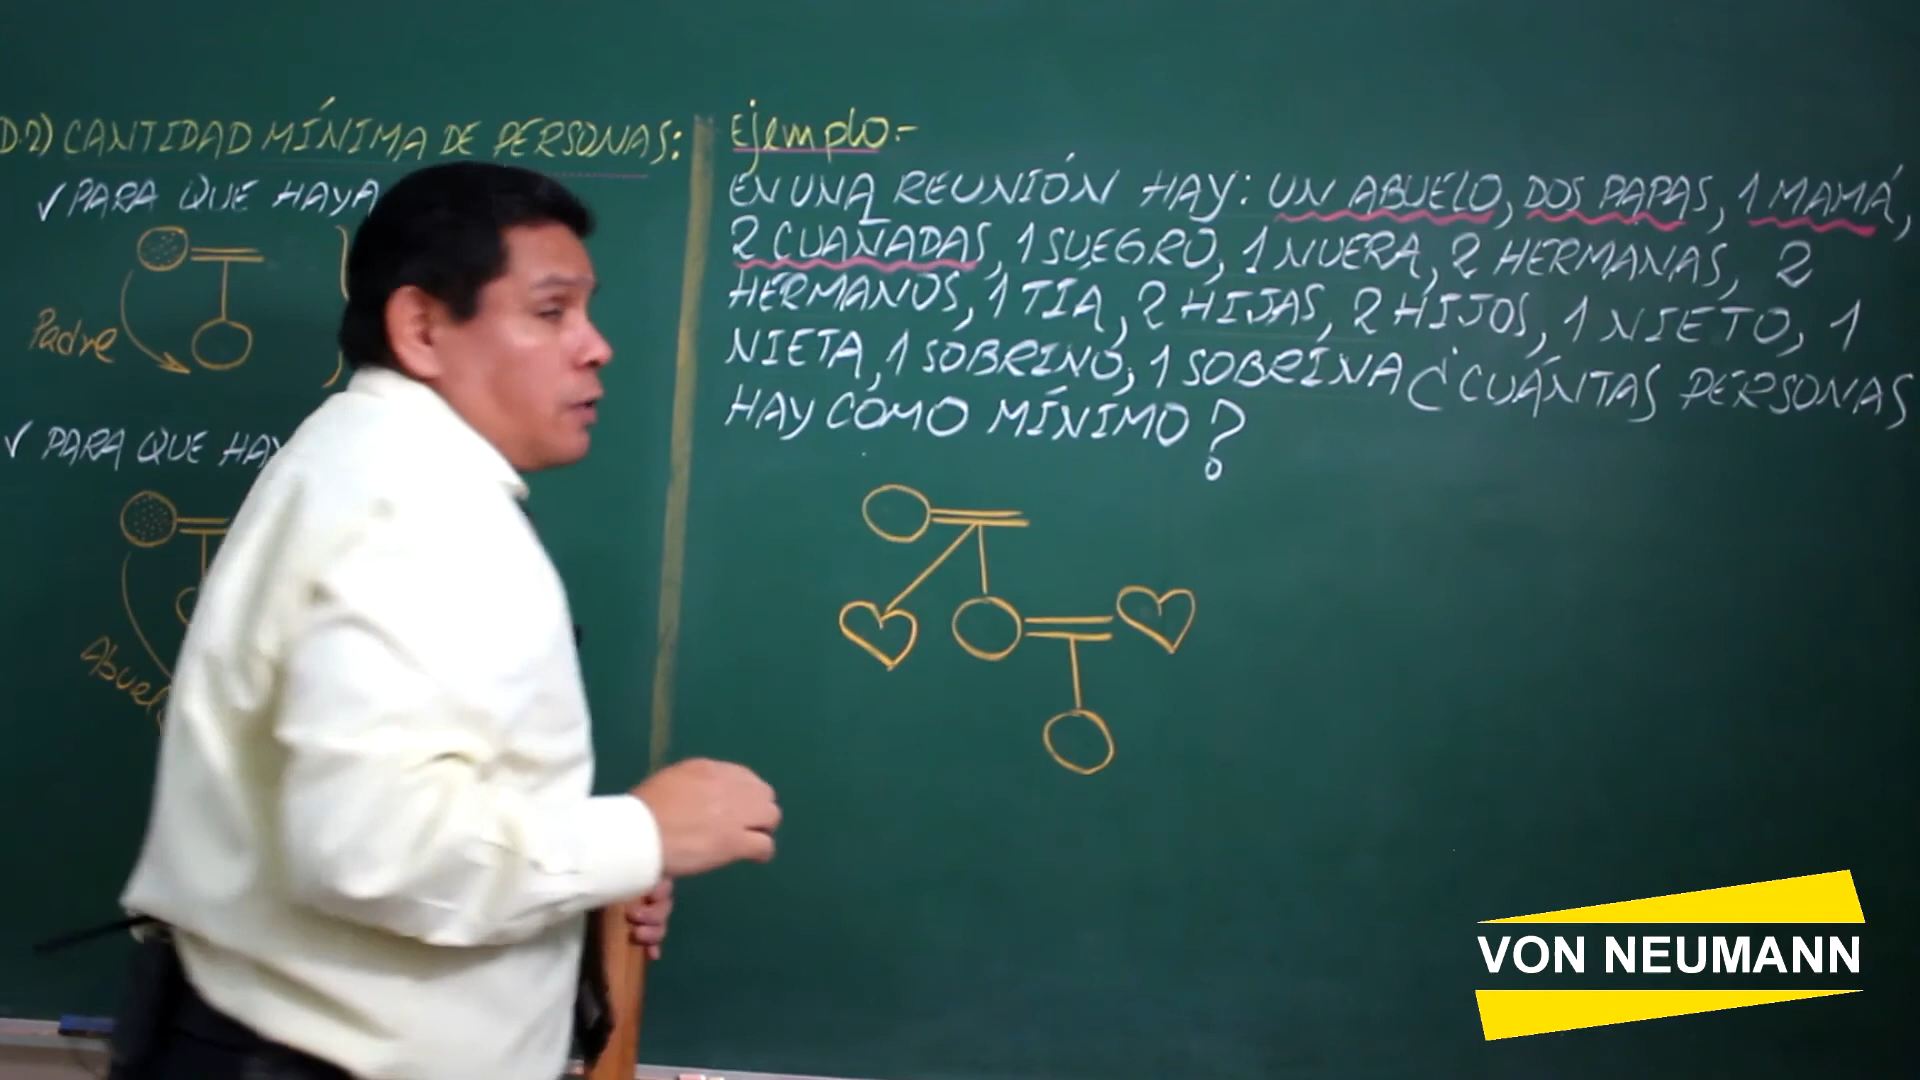 D.2) CANTIDAD MÍNIMA DE PERSONAS:
✓ PARA QUE HAYA
Padre
✓ PARA QUE HAY
Ejemplo:-
EN UNA REUNIÓN HAY: UN ABUELO, DOS PAPAS, 1 MAMÁ,
2 CUÑADAS, 1 SUEGRO, 1 NUERA, 2 HERMANAS, 2
HERMANOS, 1 TÍA, 2 HIJAS, 2 HIJOS, 1 NIETO, 1
NIETA, 1 SOBRINO, 1 SOBRINA ¿CUÁNTAS PERSONAS
HAY COMO MÍNIMO?
VON NEUMANN